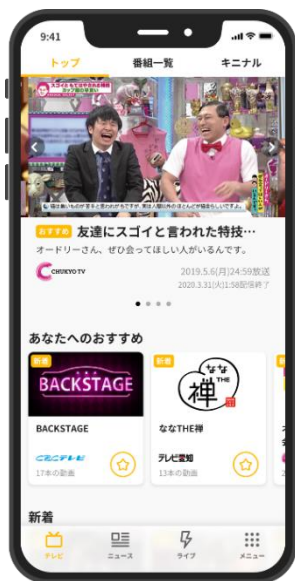 9:41
トップ
番組一覧
キニナル
おすすめ
友達にスゴイと言われた特技…
オードリーさん、ぜひ会ってほしい人がいるんです。
CHUKYO TV
2019.5.6(月)24:59放送
2020.3.31(火)1:58配信終了
あなたへのおすすめ
新着
新着
BACKSTAGE
なな
THE
禅
BACKSTAGE
ななTHE禅
CBCテレビ
テレビ愛知
17本の動画
13本の動画
新着
テレビ
ニュース
ライブ
メニュー